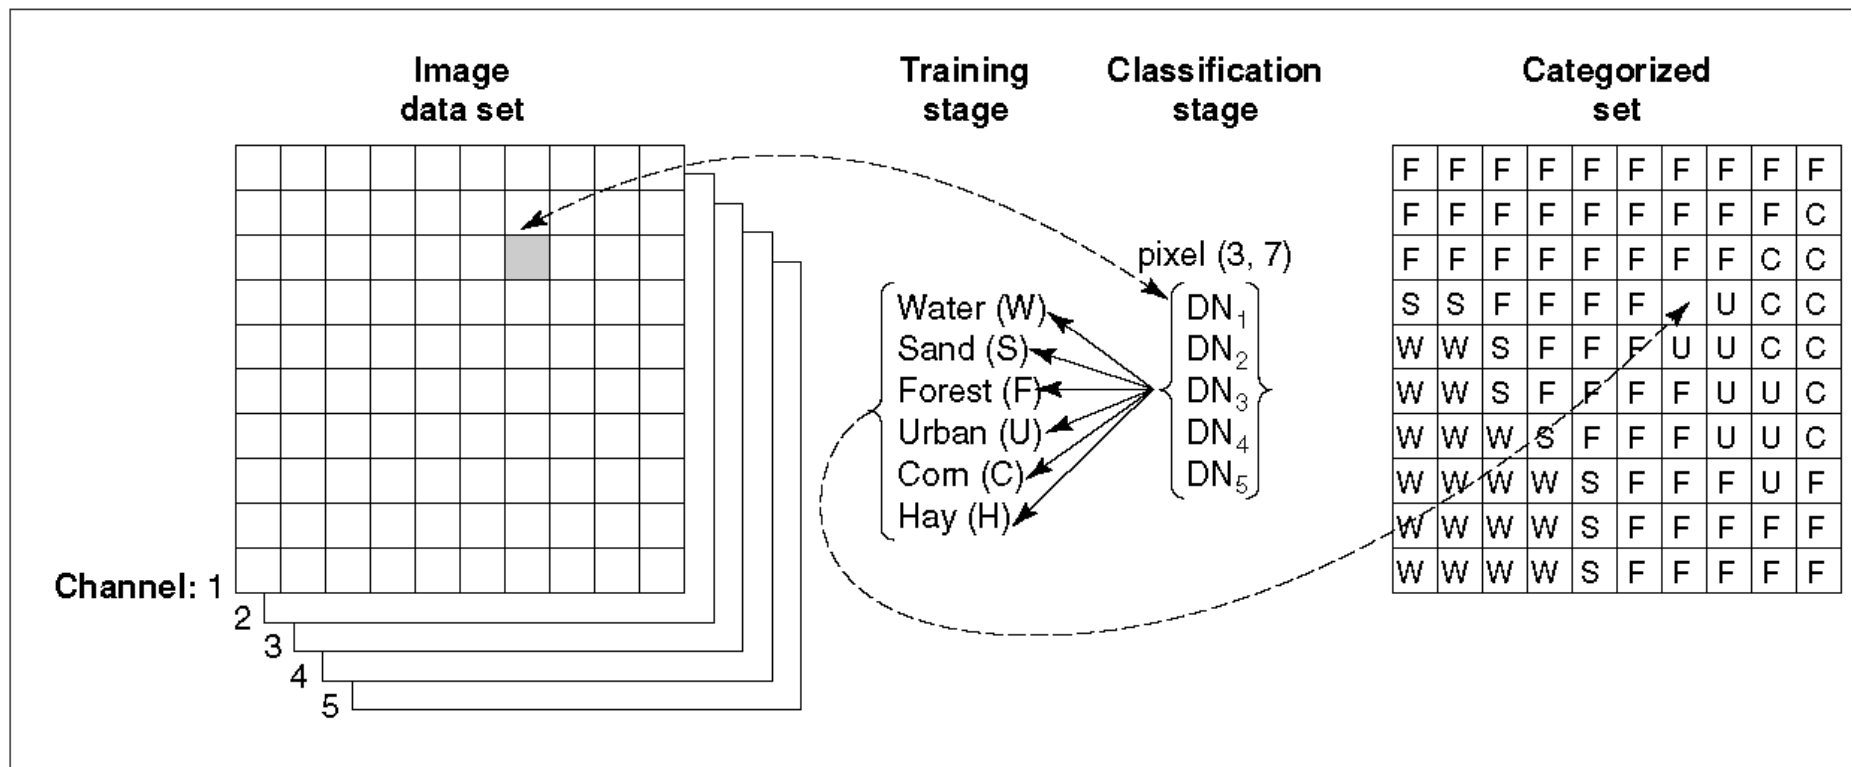 Image
data set
Training
stage
Classification
stage
Categorized
set
pixel (3, 7)
Water (W)
Sand (S)
Forest (F)
Urban (U)
Corn (C)
Hay (H)
DN1
DN2
DN3
DN4
DN5
Channel: 1
2
3
4
5
F F F F F F F F F F
F F F F F F F F F C
F F F F F F F F C C
S S F F F F U C C
W W S F F F U U C C
W W S F F F F U U C
W W W S F F F U U C
W W W W S F F F U F
W W W W S F F F F F
W W W W S F F F F F